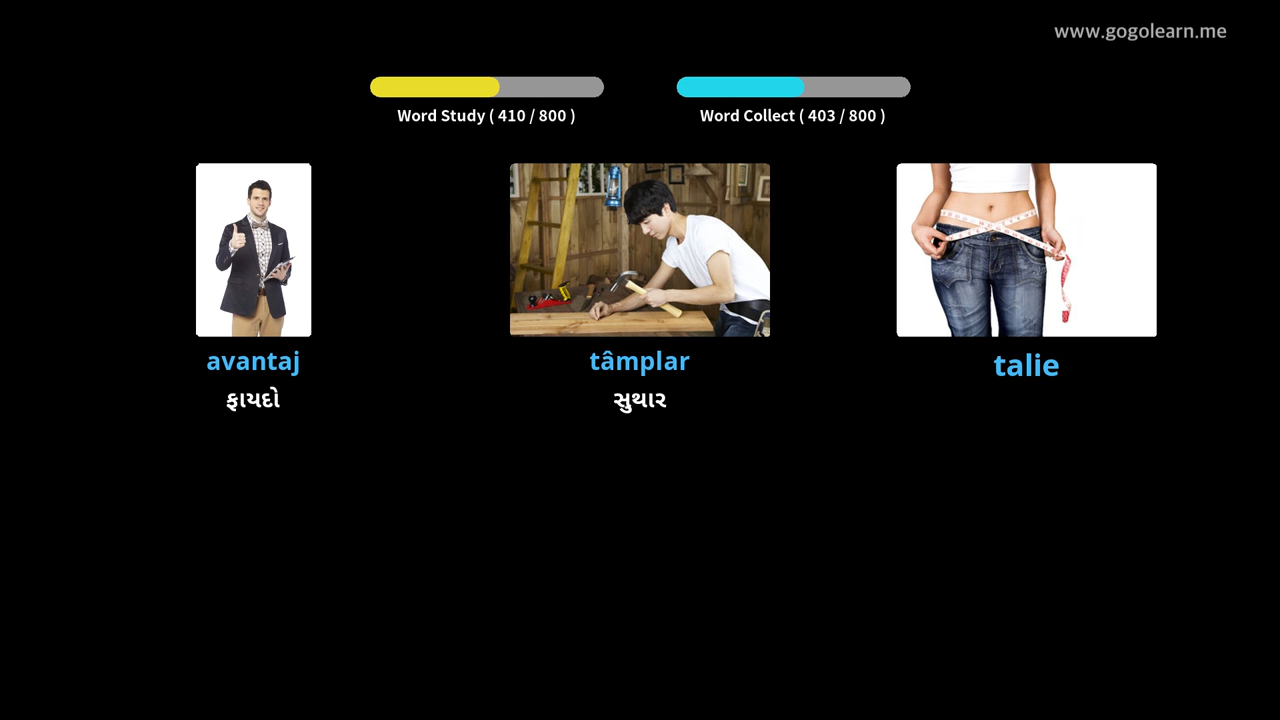 www.gogolearn.me
Word Study ( 410 / 800 )
Word Collect ( 403 / 800 )
avantaj
ફાયદો
tâmplar
સુથાર
talie